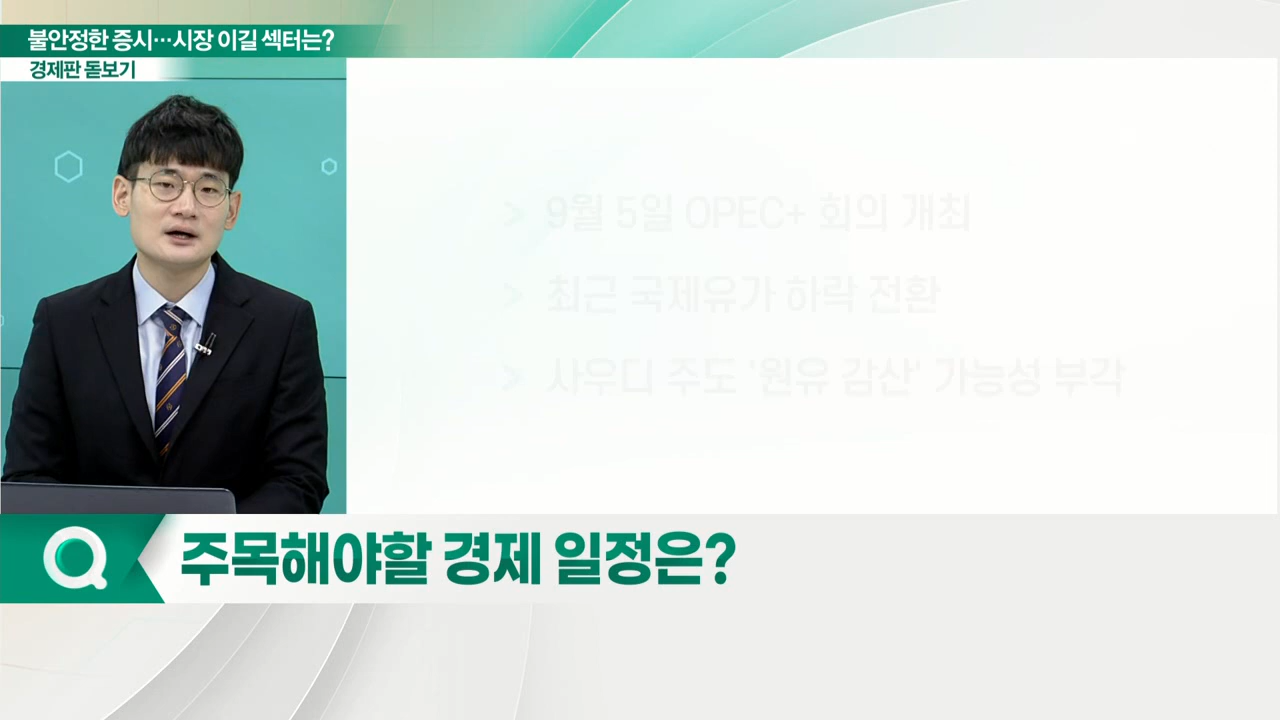 불안정한 증시…시장 이길 섹터는?
경제판 돋보기
> 9월 5일 OPEC+ 회의 개최
> 최근 국제유가 하락 전환
> 사우디 주도 '원유 감산' 가능성 부각
Q 주목해야할 경제 일정은?